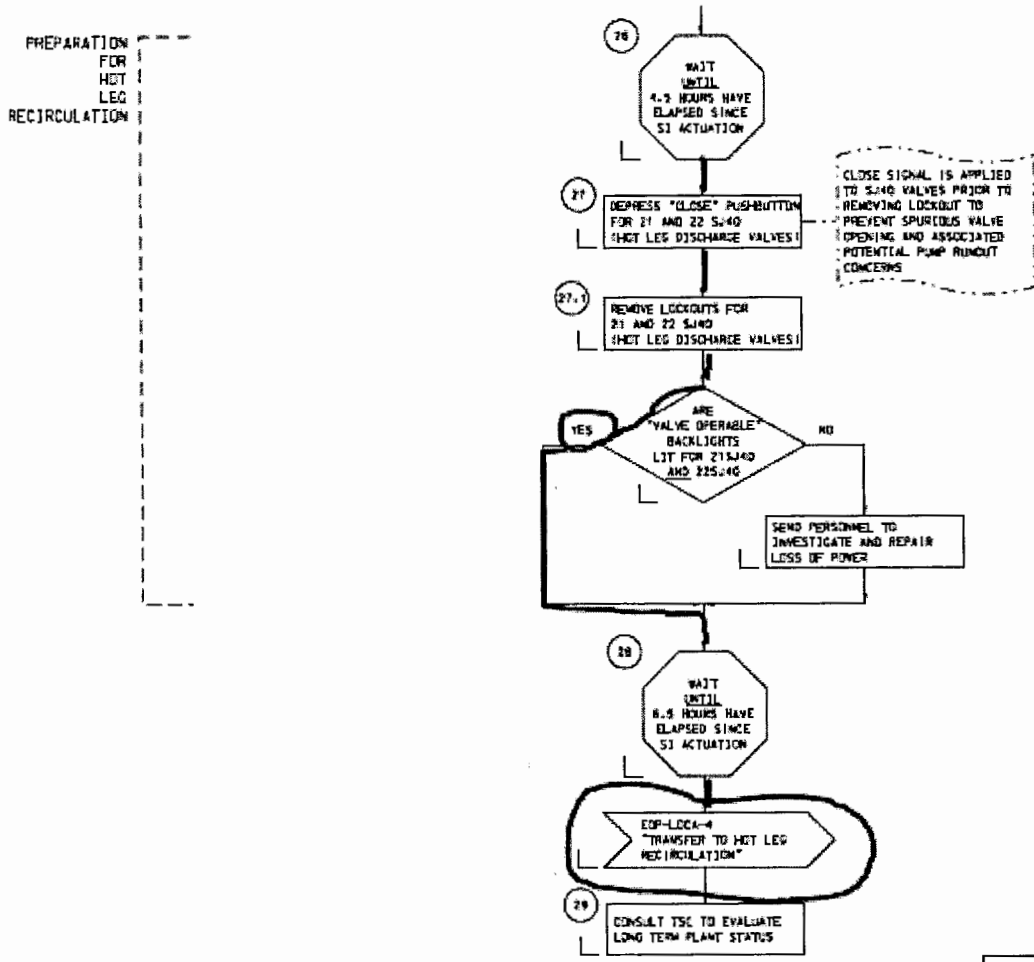 PREPARATION
FOR
HOT
LEG
RECIRCULATION
26
WAIT
UNTIL
4.5 HOURS HAVE
ELAPSED SINCE
SI ACTUATION
27
DEPRESS "CLOSE" PUSHBUTTON
FOR 21 AND 22 SJ40
(HOT LEG DISCHARGE VALVES)
CLOSE SIGNAL IS APPLIED
TO SJ40 VALVES PRIOR TO
REMOVING LOCKOUT TO
PREVENT SPURIOUS VALVE
OPENING AND ASSOCIATED
POTENTIAL PUMP RUNOUT
CONCERNS
27.1
REMOVE LOCKOUTS FOR
21 AND 22 SJ40
(HOT LEG DISCHARGE VALVES)
ARE
"VALVE OPERABLE"
BACKLIGHTS
LIT FOR 21SJ40
AND 22SJ40
YES
NO
SEND PERSONNEL TO
INVESTIGATE AND REPAIR
LOSS OF POWER
28
WAIT
UNTIL
HOURS HAVE
ELAPSED SINCE
SI ACTUATION
EOP-LOCA-4
"TRANSFER TO HOT LEG
RECIRCULATION"
29
CONSULT TSC TO EVALUATE
LONG TERM PLANT STATUS